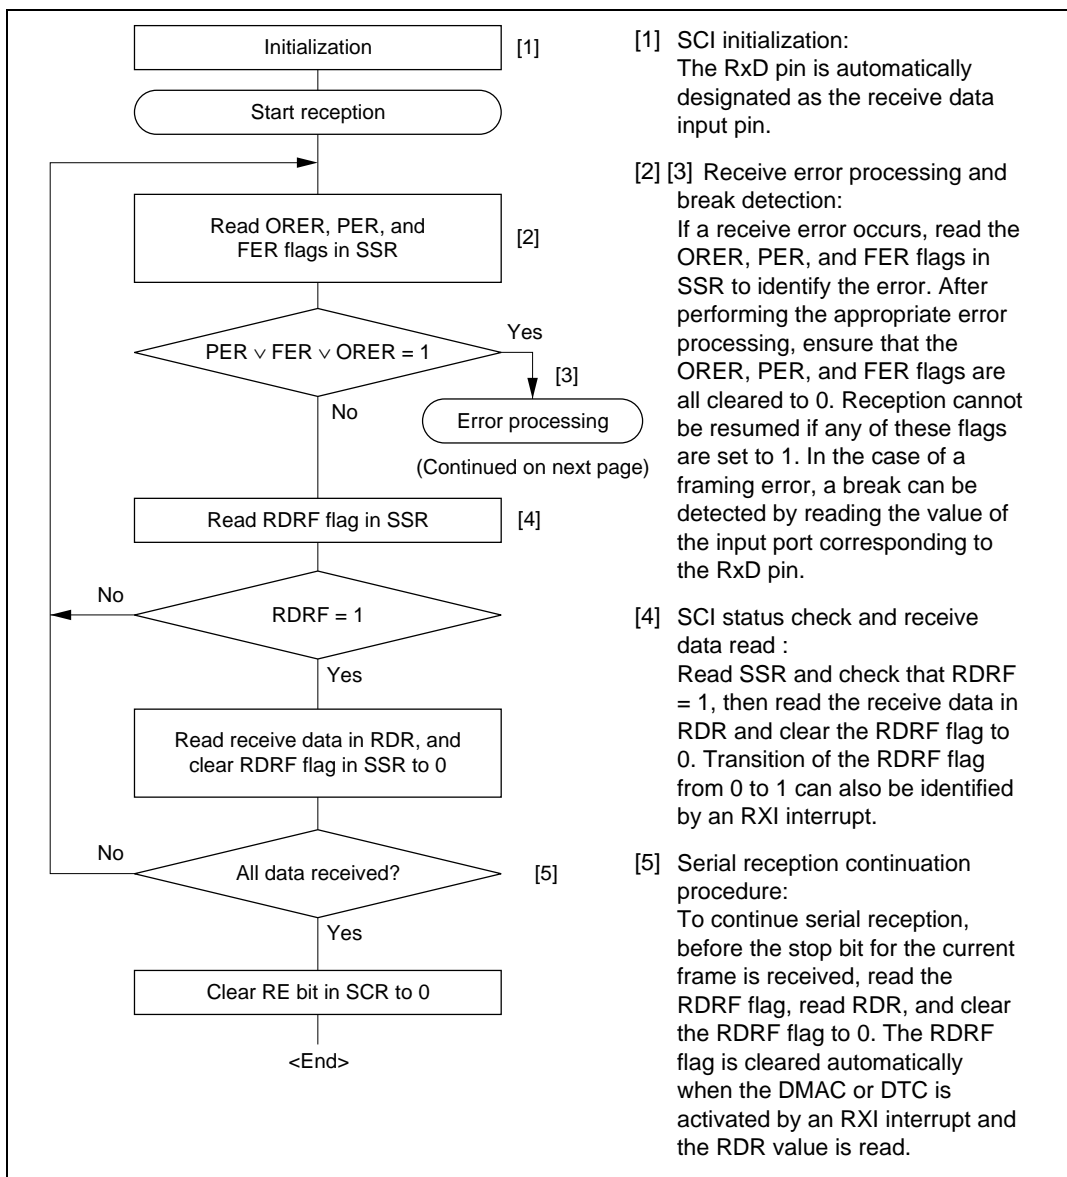 Initialization
[1]
Start reception
Read ORER, PER, and
FER flags in SSR
[2]
Yes
PER ∨ FER ∨ ORER = 1
[3]
No
Error processing
(Continued on next page)
Read RDRF flag in SSR
[4]
No
RDRF = 1
Yes
Read receive data in RDR, and
clear RDRF flag in SSR to 0
No
All data received?
[5]
Yes
Clear RE bit in SCR to 0
<End>
[1] SCI initialization:
The RxD pin is automatically
designated as the receive data
input pin.
[2] [3] Receive error processing and
break detection:
If a receive error occurs, read the
ORER, PER, and FER flags in
SSR to identify the error. After
performing the appropriate error
processing, ensure that the
ORER, PER, and FER flags are
all cleared to 0. Reception cannot
be resumed if any of these flags
are set to 1. In the case of a
framing error, a break can be
detected by reading the value of
the input port corresponding to
the RxD pin.
[4] SCI status check and receive
data read :
Read SSR and check that RDRF
= 1, then read the receive data in
RDR and clear the RDRF flag to
0. Transition of the RDRF flag
from 0 to 1 can also be identified
by an RXI interrupt.
[5] Serial reception continuation
procedure:
To continue serial reception,
before the stop bit for the current
frame is received, read the
RDRF flag, read RDR, and clear
the RDRF flag to 0. The RDRF
flag is cleared automatically
when the DMAC or DTC is
activated by an RXI interrupt and
the RDR value is read.